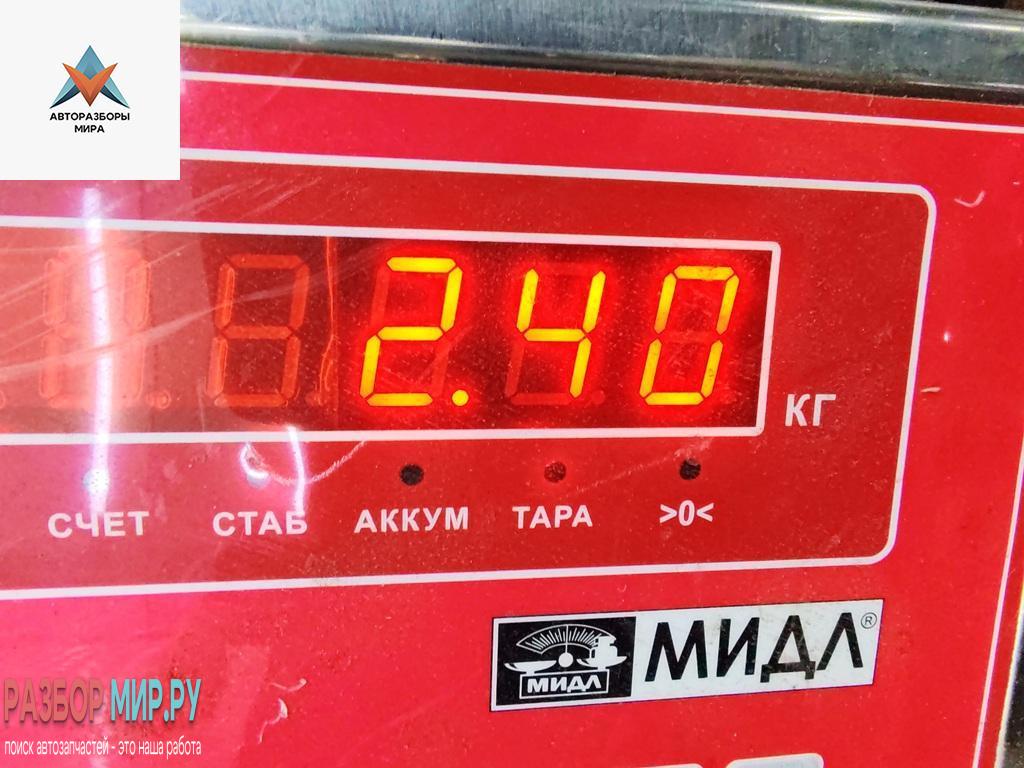 АВТОРАЗБОРЫ
МИРА
2.40
КГ
СЧЕТ СТАБ АККУМ ТАРА >0<
МИДЛ МИДЛ®
РАЗБОР МИР.РУ
поиск автозапчастей - это наша работа